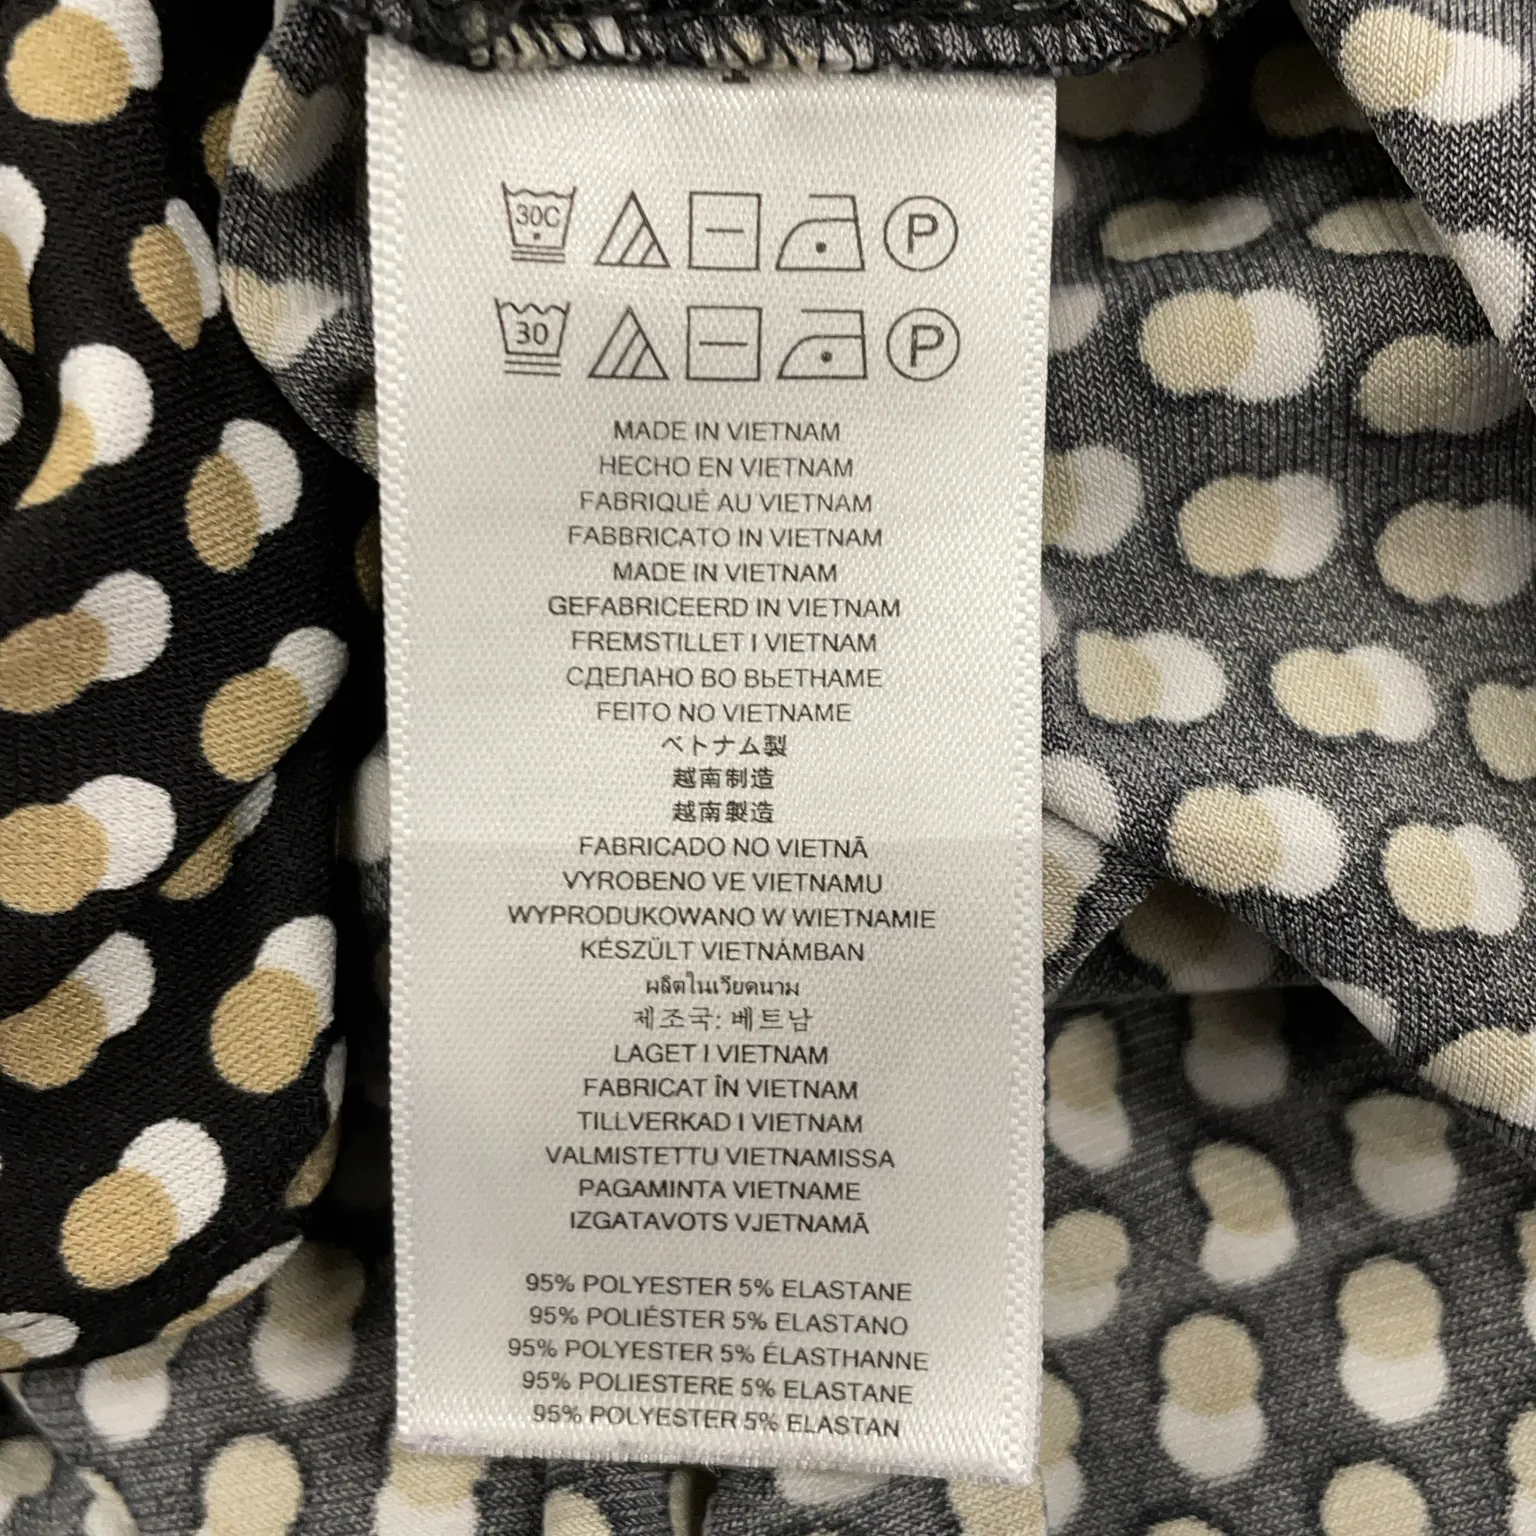 30C P
30 P
MADE IN VIETNAM
HECHO EN VIETNAM
FABRIQUÉ AU VIETNAM
FABBRICATO IN VIETNAM
MADE IN VIETNAM
GEFABRICEERD IN VIETNAM
FREMSTILLET I VIETNAM
СДЕЛАНО ВО ВЬЕТНАМЕ
FEITO NO VIETNAME
ベトナム製
越南制造
越南製造
FABRICADO NO VIETNÃ
VYROBENO VE VIETNAMU
WYPRODUKOWANO W WIETNAMIE
KÉSZÜLT VIETNÁMBAN
ผลิตในเวียดนาม
제조국: 베트남
LAGET I VIETNAM
FABRICAT ÎN VIETNAM
TILLVERKAD I VIETNAM
VALMISTETTU VIETNAMISSA
PAGAMINTA VIETNAME
IZGATAVOTS VJETNAMĀ
95% POLYESTER 5% ELASTANE
95% POLIÉSTER 5% ELASTANO
95% POLYESTER 5% ÉLASTHANNE
95% POLIESTERE 5% ELASTANE
95% POLYESTER 5% ELASTAN